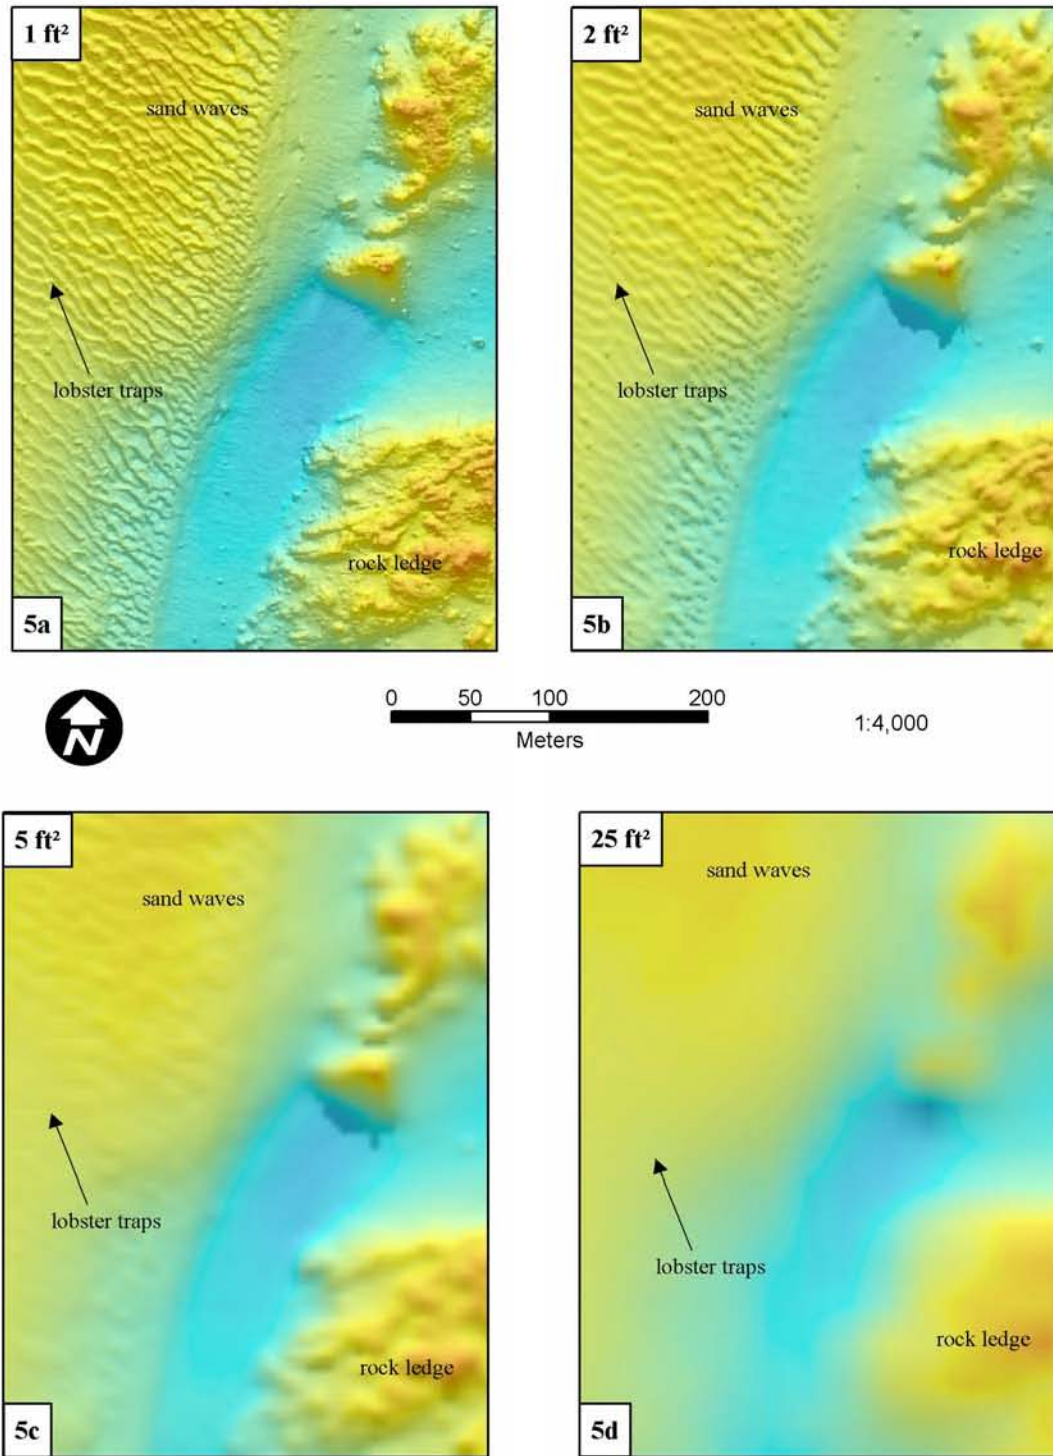 1 ft²
sand waves
lobster traps
rock ledge
5a
2 ft²
sand waves
lobster traps
rock ledge
5b
N
0 50 100 200
Meters
1:4,000
5 ft²
sand waves
lobster traps
rock ledge
5c
25 ft²
sand waves
lobster traps
rock ledge
5d